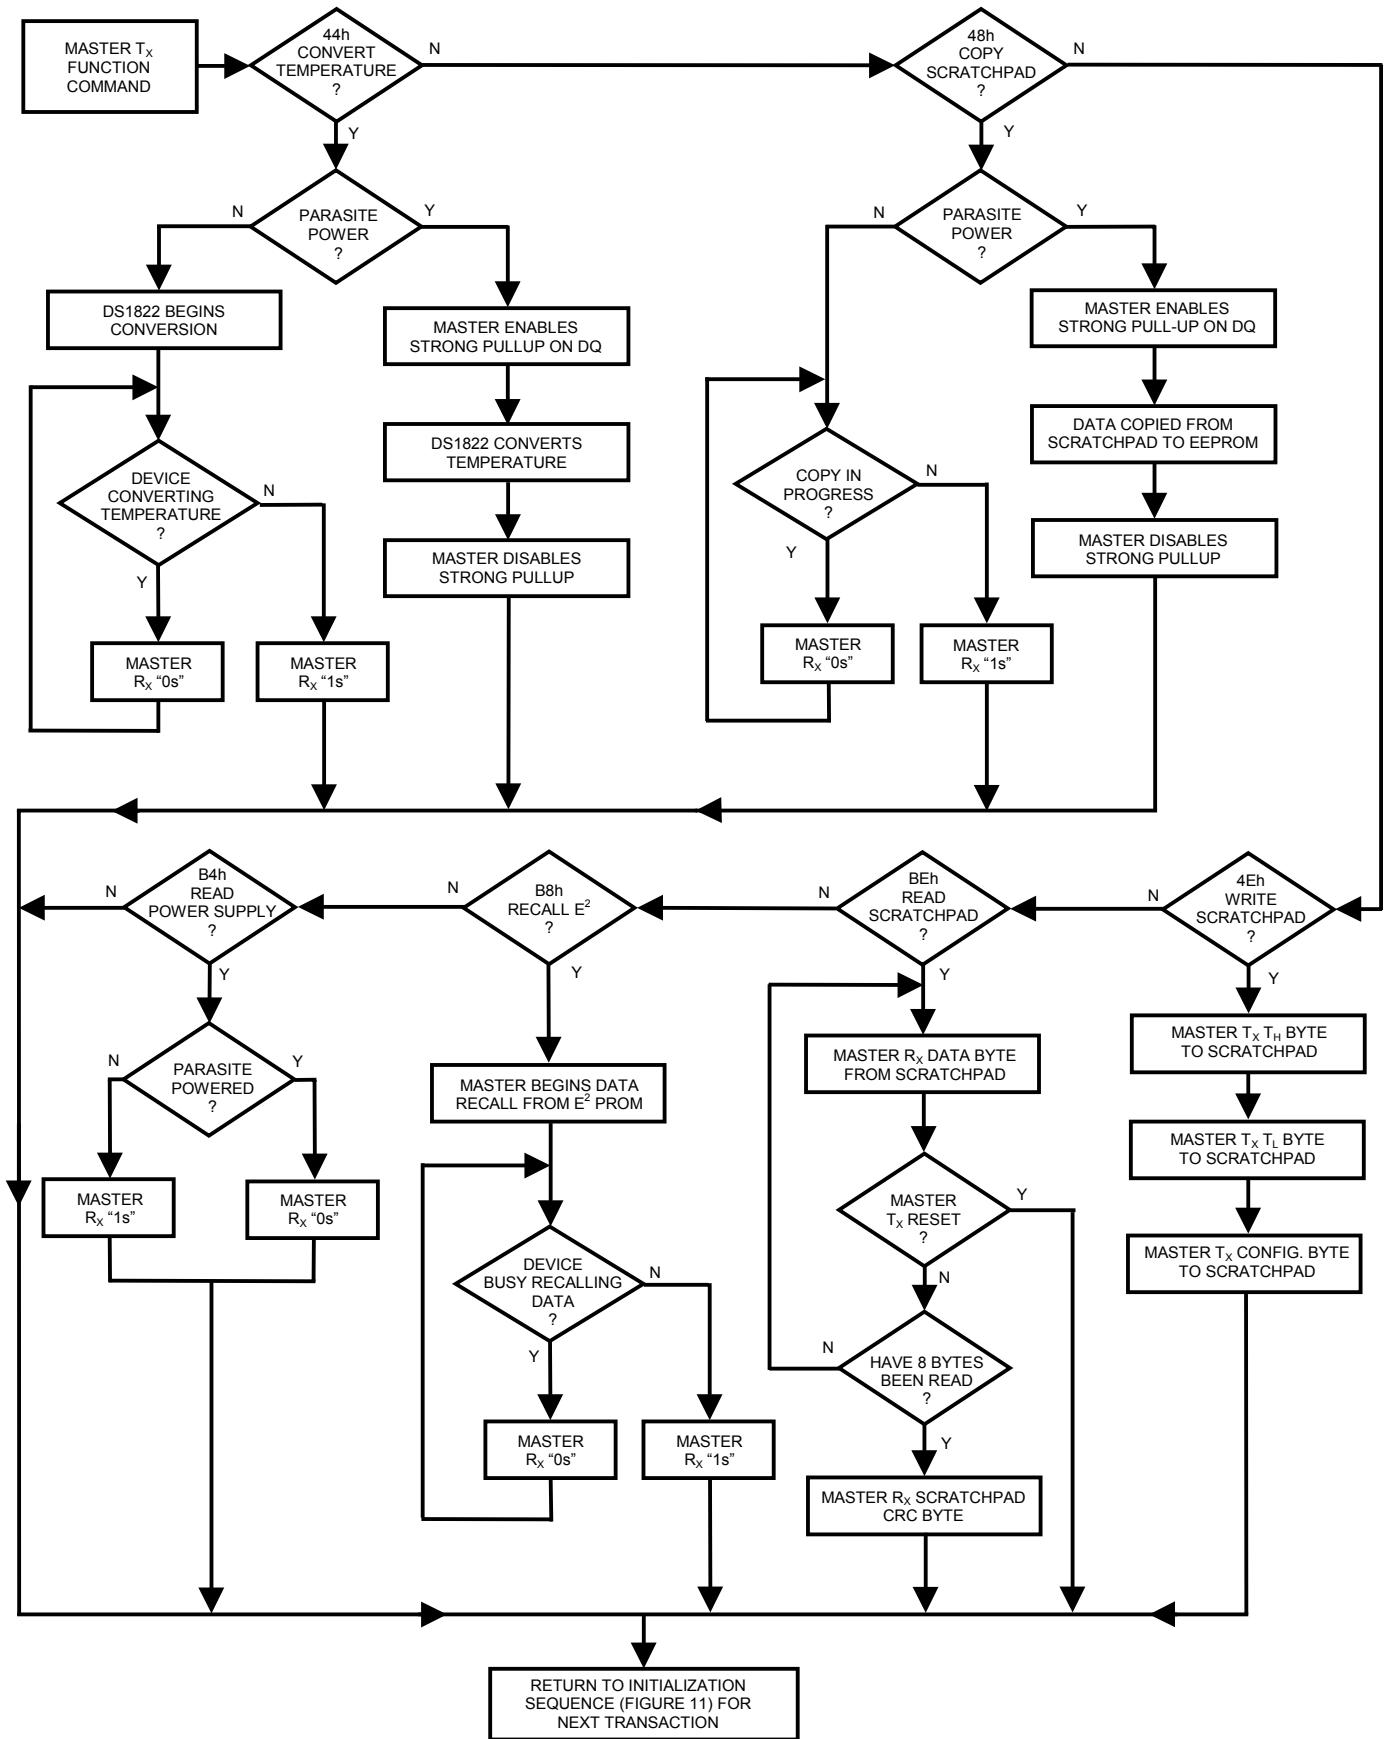 MASTER TX
FUNCTION
COMMAND
44h
CONVERT
TEMPERATURE
?
N
Y
48h
COPY
SCRATCHPAD
?
N
Y
PARASITE
POWER
?
N
Y
DS1822 BEGINS
CONVERSION
DEVICE
CONVERTING
TEMPERATURE
?
N
Y
MASTER
RX “0s”
MASTER
RX “1s”
MASTER ENABLES
STRONG PULLUP ON DQ
DS1822 CONVERTS
TEMPERATURE
MASTER DISABLES
STRONG PULLUP
PARASITE
POWER
?
N
Y
COPY IN
PROGRESS
?
N
Y
MASTER
RX “0s”
MASTER
RX “1s”
MASTER ENABLES
STRONG PULL-UP ON DQ
DATA COPIED FROM
SCRATCHPAD TO EEPROM
MASTER DISABLES
STRONG PULLUP
B4h
READ
POWER SUPPLY
?
N
Y
PARASITE
POWERED
?
N
Y
MASTER
RX “1s”
MASTER
RX “0s”
B8h
RECALL E2
?
N
Y
MASTER BEGINS DATA
RECALL FROM E2 PROM
DEVICE
BUSY RECALLING
DATA
?
N
Y
MASTER
RX “0s”
MASTER
RX “1s”
BEh
READ
SCRATCHPAD
?
N
Y
MASTER RX DATA BYTE
FROM SCRATCHPAD
MASTER
TX RESET
?
Y
N
HAVE 8 BYTES
BEEN READ
?
N
Y
MASTER RX SCRATCHPAD
CRC BYTE
4Eh
WRITE
SCRATCHPAD
?
N
Y
MASTER TX TH BYTE
TO SCRATCHPAD
MASTER TX TL BYTE
TO SCRATCHPAD
MASTER TX CONFIG. BYTE
TO SCRATCHPAD
RETURN TO INITIALIZATION
SEQUENCE (FIGURE 11) FOR
NEXT TRANSACTION